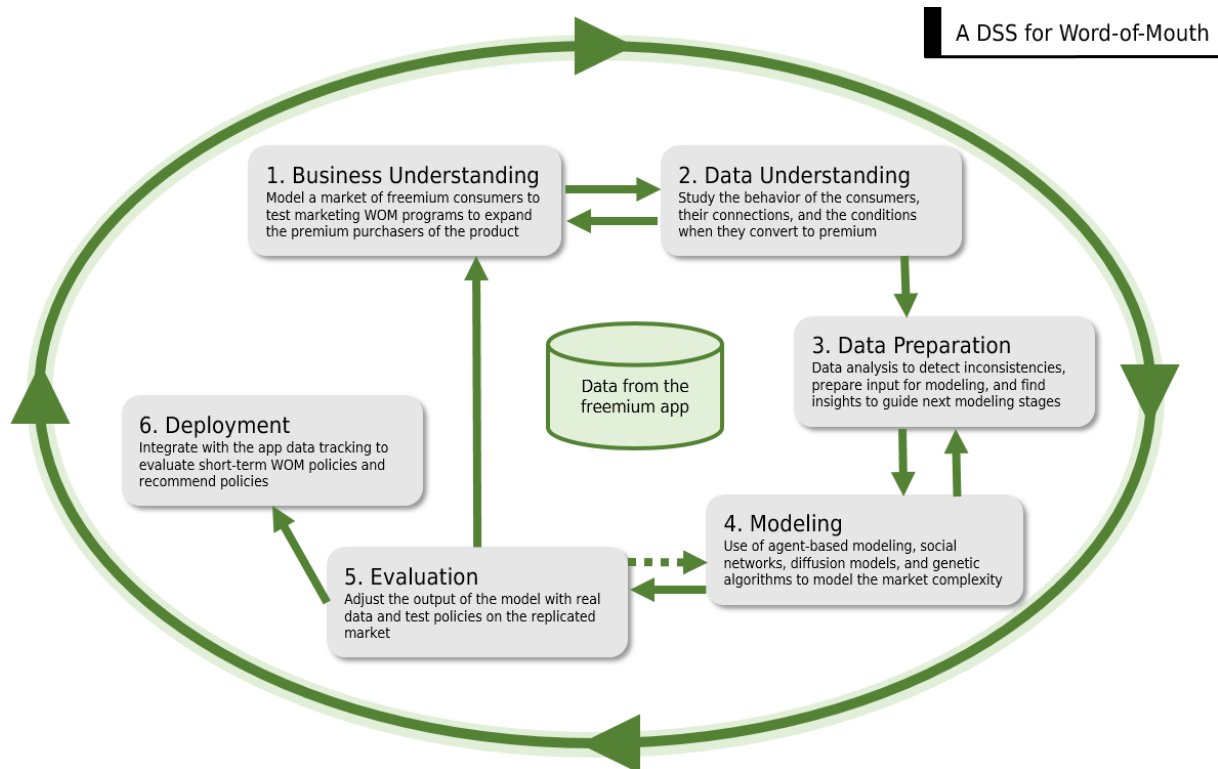 A DSS for Word-of-Mouth
1. Business Understanding
Model a market of freemium consumers to
test marketing WOM programs to expand
the premium purchasers of the product
2. Data Understanding
Study the behavior of the consumers,
their connections, and the conditions
when they convert to premium
3. Data Preparation
Data analysis to detect inconsistencies,
prepare input for modeling, and find
insights to guide next modeling stages
Data from the
freemium app
4. Modeling
Use of agent-based modeling, social
networks, diffusion models, and genetic
algorithms to model the market complexity
5. Evaluation
Adjust the output of the model with real
data and test policies on the replicated
market
6. Deployment
Integrate with the app data tracking to
evaluate short-term WOM policies and
recommend policies